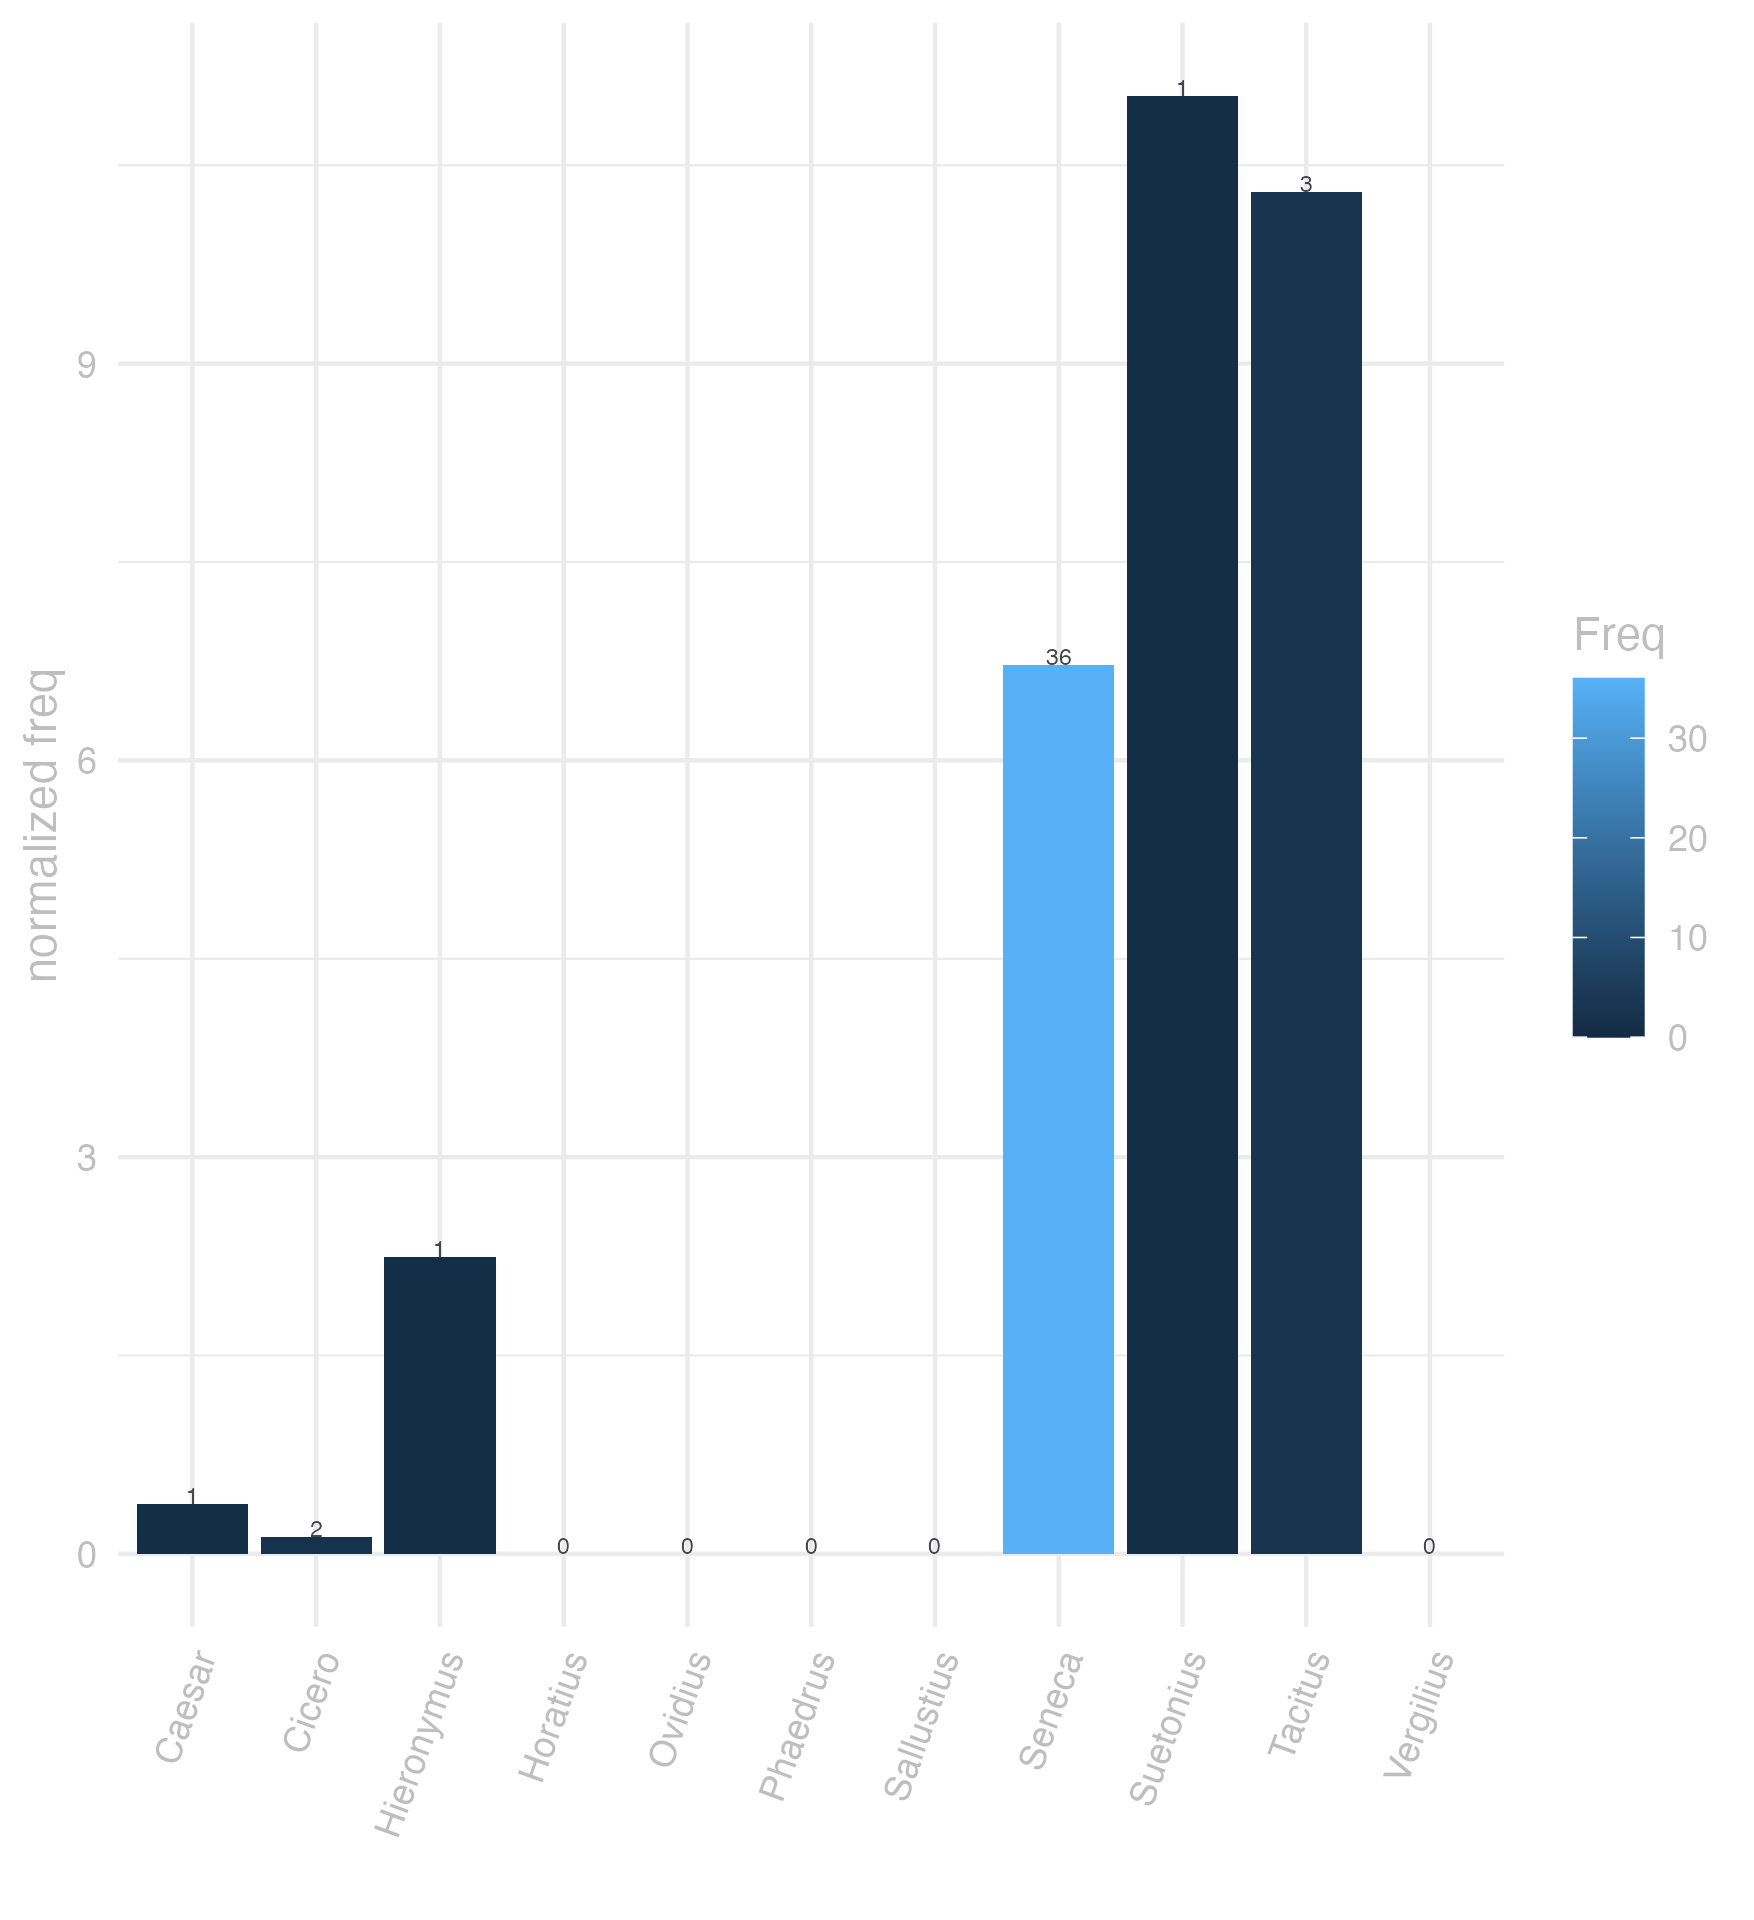 1
3
9
36
Freq
normalized freq
6
30
20
10
0
3
1
1
2
0
0
0
0
0
0
Caesar
Cicero
Hieronymus
Horatius
Ovidius
Phaedrus
Sallustius
Seneca
Suetonius
Tacitus
Vergilius